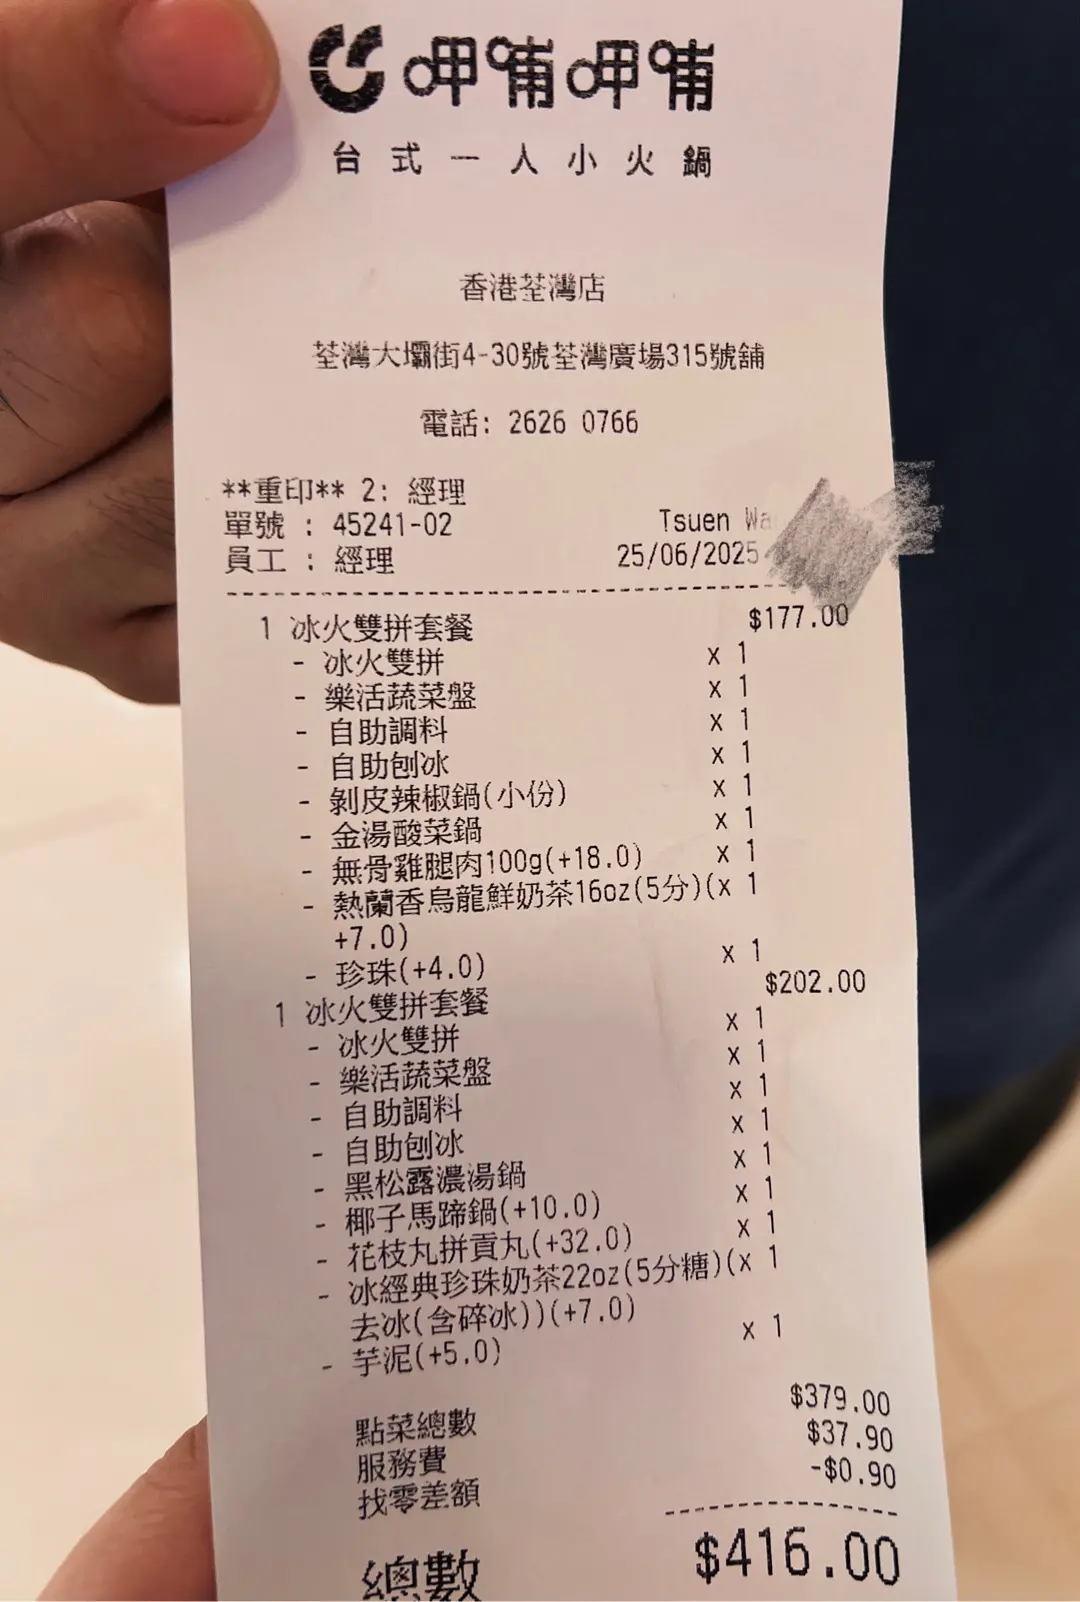 呷哺呷哺
台式一人小火鍋
香港荃灣店
荃灣大壩街4-30號荃灣廣場315號舖
電話: 2626 0766
**重印** 2: 經理
單號 : 45241-02 Tsuen Wa
員工 : 經理 25/06/2025
1 冰火雙拼套餐 $177.00
- 冰火雙拼 x 1
- 樂活蔬菜盤 x 1
- 自助調料 x 1
- 自助刨冰 x 1
- 剝皮辣椒鍋(小份) x 1
- 金湯酸菜鍋 x 1
- 無骨雞腿肉100g(+18.0) x 1
- 熱蘭香烏龍鮮奶茶16oz(5分)( x 1
+7.0)
- 珍珠(+4.0) x 1
1 冰火雙拼套餐 $202.00
- 冰火雙拼 x 1
- 樂活蔬菜盤 x 1
- 自助調料 x 1
- 自助刨冰 x 1
- 黑松露濃湯鍋 x 1
- 椰子馬蹄鍋(+10.0) x 1
- 花枝丸拼貢丸(+32.0) x 1
- 冰經典珍珠奶茶22oz(5分糖)( x 1
去冰(含碎冰))(+7.0)
- 芋泥(+5.0) x 1
點菜總數 $379.00
服務費 $37.90
找零差額 -$0.90
總數 $416.00